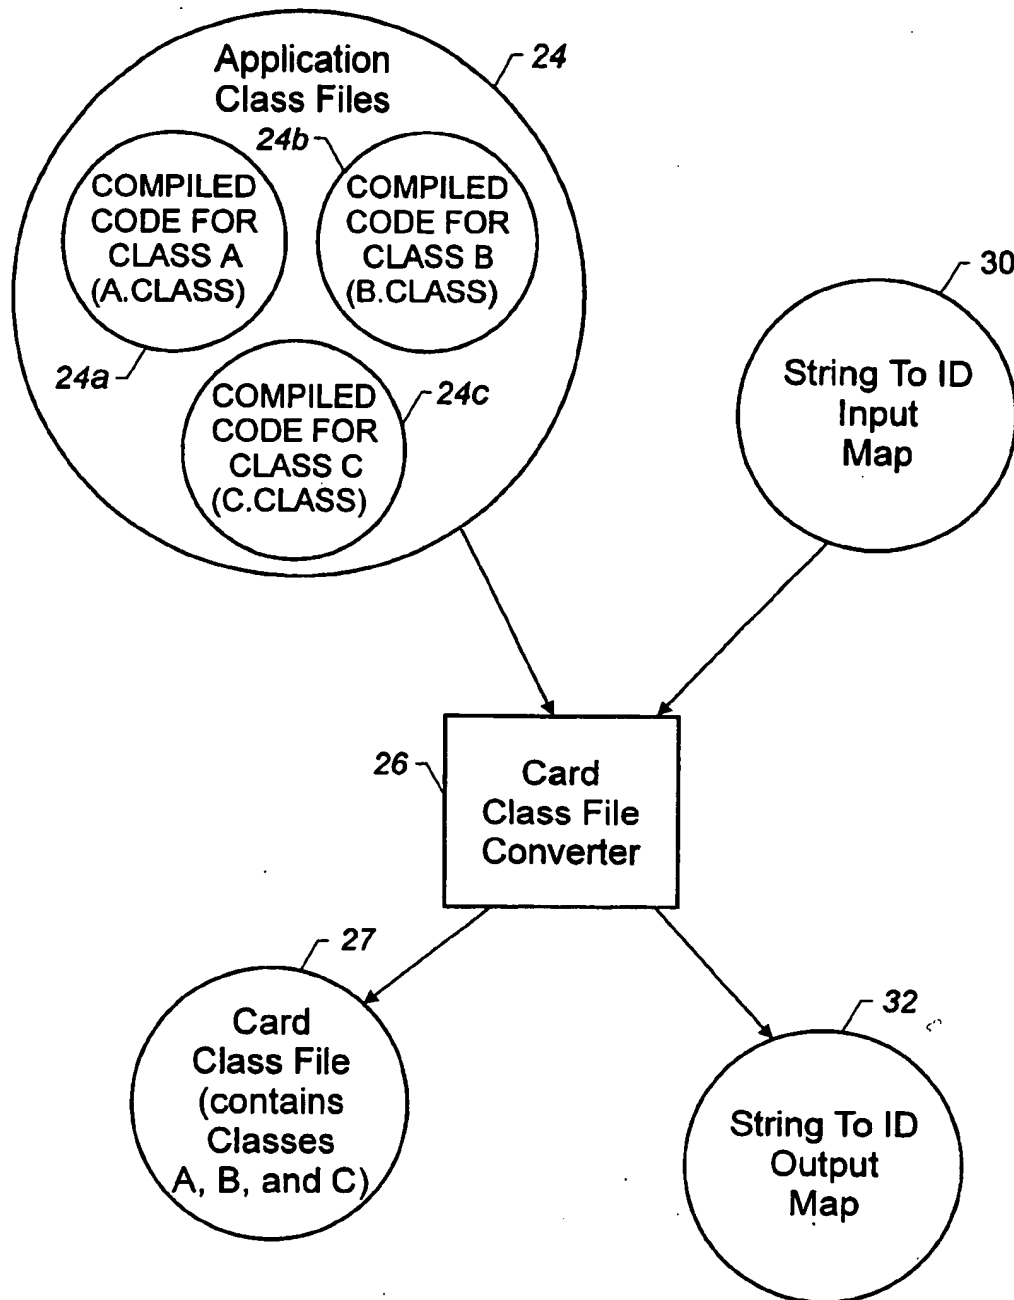 Application
Class Files
24
24b
COMPILED
CODE FOR
CLASS A
(A.CLASS)
COMPILED
CODE FOR
CLASS B
(B.CLASS)
24a
COMPILED
CODE FOR
CLASS C
(C.CLASS)
24c
30
String To ID
Input
Map
26
Card
Class File
Converter
27
Card
Class File
(contains
Classes
A, B, and C)
32
String To ID
Output
Map